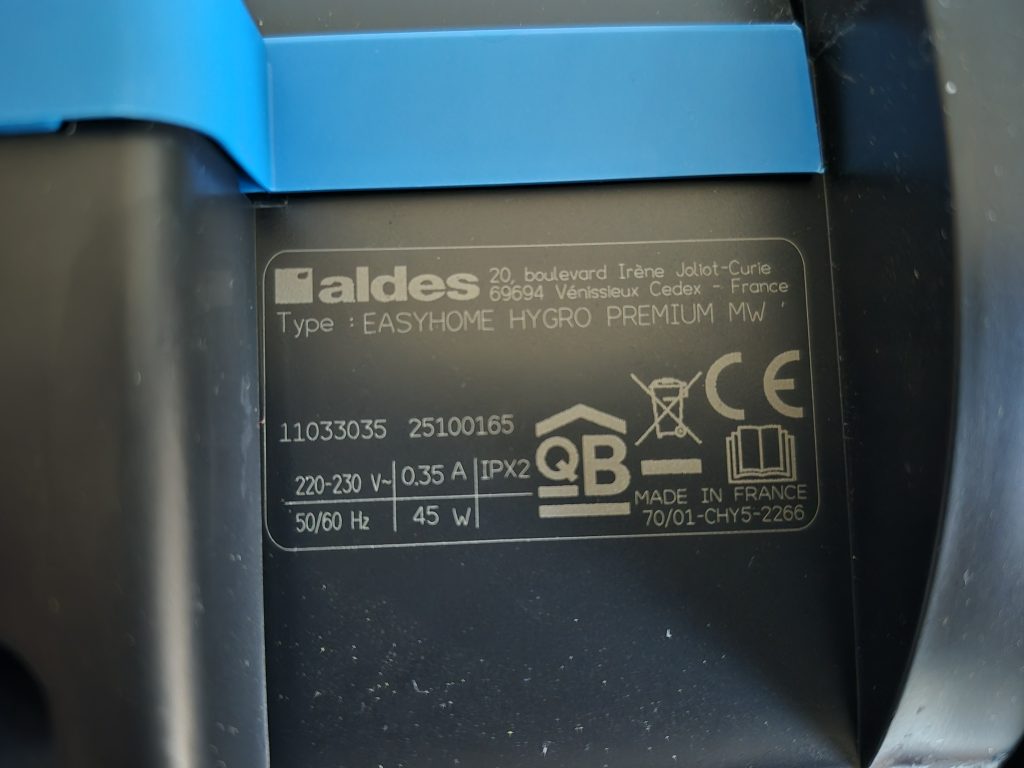 aldes
20, boulevard Irène Joliot-Curie
69694 Vénissieux Cedex - France
Type : EASYHOME HYGRO PREMIUM MW
11033035 25100165
220-230 V~ 0.35 A IPX2
50/60 Hz 45 W
QB
CE
MADE IN FRANCE
70/01-CHY5-2266